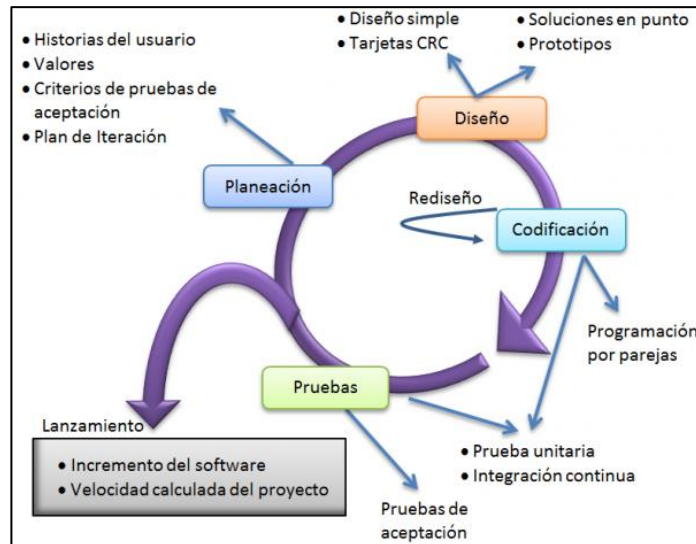 • Historias del usuario
• Valores
• Criterios de pruebas de
aceptación
• Plan de Iteración
• Diseño simple
• Tarjetas CRC
• Soluciones en punto
• Prototipos
Diseño
Planeación
Rediseño
Codificación
Programación
por parejas
Pruebas
Lanzamiento
• Incremento del software
• Velocidad calculada del proyecto
• Prueba unitaria
• Integración continua
Pruebas de
aceptación